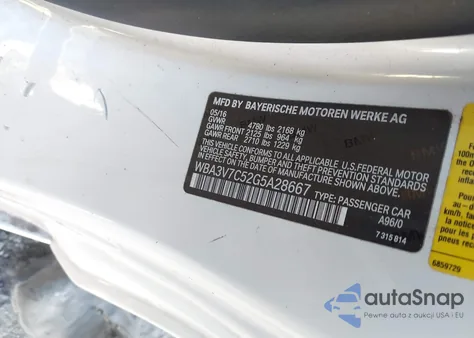 MFD BY BAYERISCHE MOTOREN WERKE AG
05/16
GVWR 4780 lbs 2168 kg
GAWR FRONT 2125 lbs 964 kg
GAWR REAR 2710 lbs 1229 kg
THIS VEHICLE CONFORMS TO ALL APPLICABLE U.S. FEDERAL MOTOR
VEHICLE SAFETY, BUMPER AND THEFT PREVENTION
STANDARDS IN EFFECT ON THE DATE OF MANUFACTURE SHOWN ABOVE.
WBA3V7C52G5A28667 TYPE: PASSENGER CAR
A96/0
7 315 814
6859729
autoSnap
Pewne auta z USA i UE